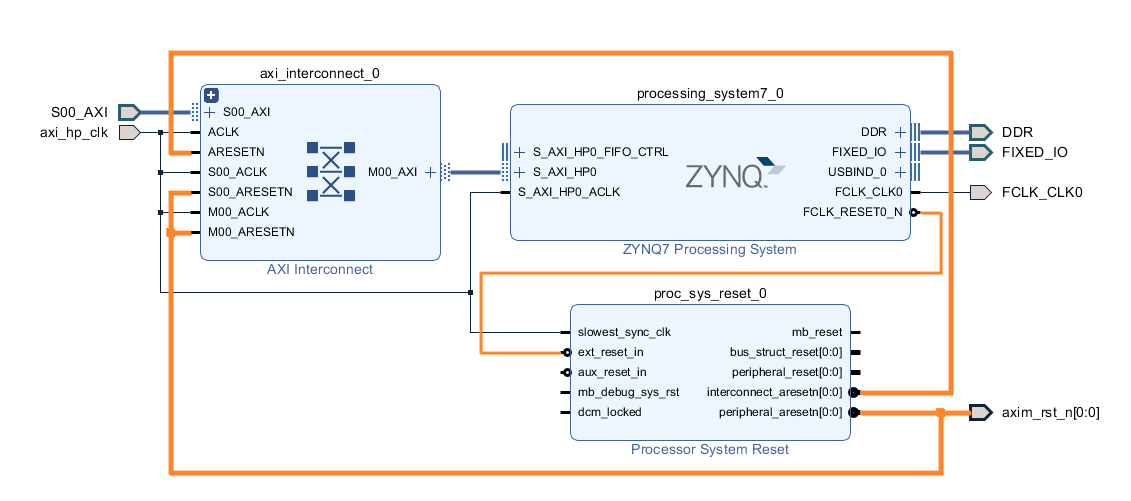 axi_interconnect_0
S00_AXI
axi_hp_clk
S00_AXI
ACLK
ARESETN
S00_ACLK
S00_ARESETN
M00_ACLK
M00_ARESETN
M00_AXI
AXI Interconnect
processing_system7_0
S_AXI_HP0_FIFO_CTRL
S_AXI_HP0
S_AXI_HP0_ACLK
ZYNQ
DDR
FIXED_IO
USBIND_0
FCLK_CLK0
FCLK_RESET0_N
ZYNQ7 Processing System
DDR
FIXED_IO
FCLK_CLK0
proc_sys_reset_0
slowest_sync_clk
ext_reset_in
aux_reset_in
mb_debug_sys_rst
dcm_locked
mb_reset
bus_struct_reset[0:0]
peripheral_reset[0:0]
interconnect_aresetn[0:0]
peripheral_aresetn[0:0]
Processor System Reset
axim_rst_n[0:0]